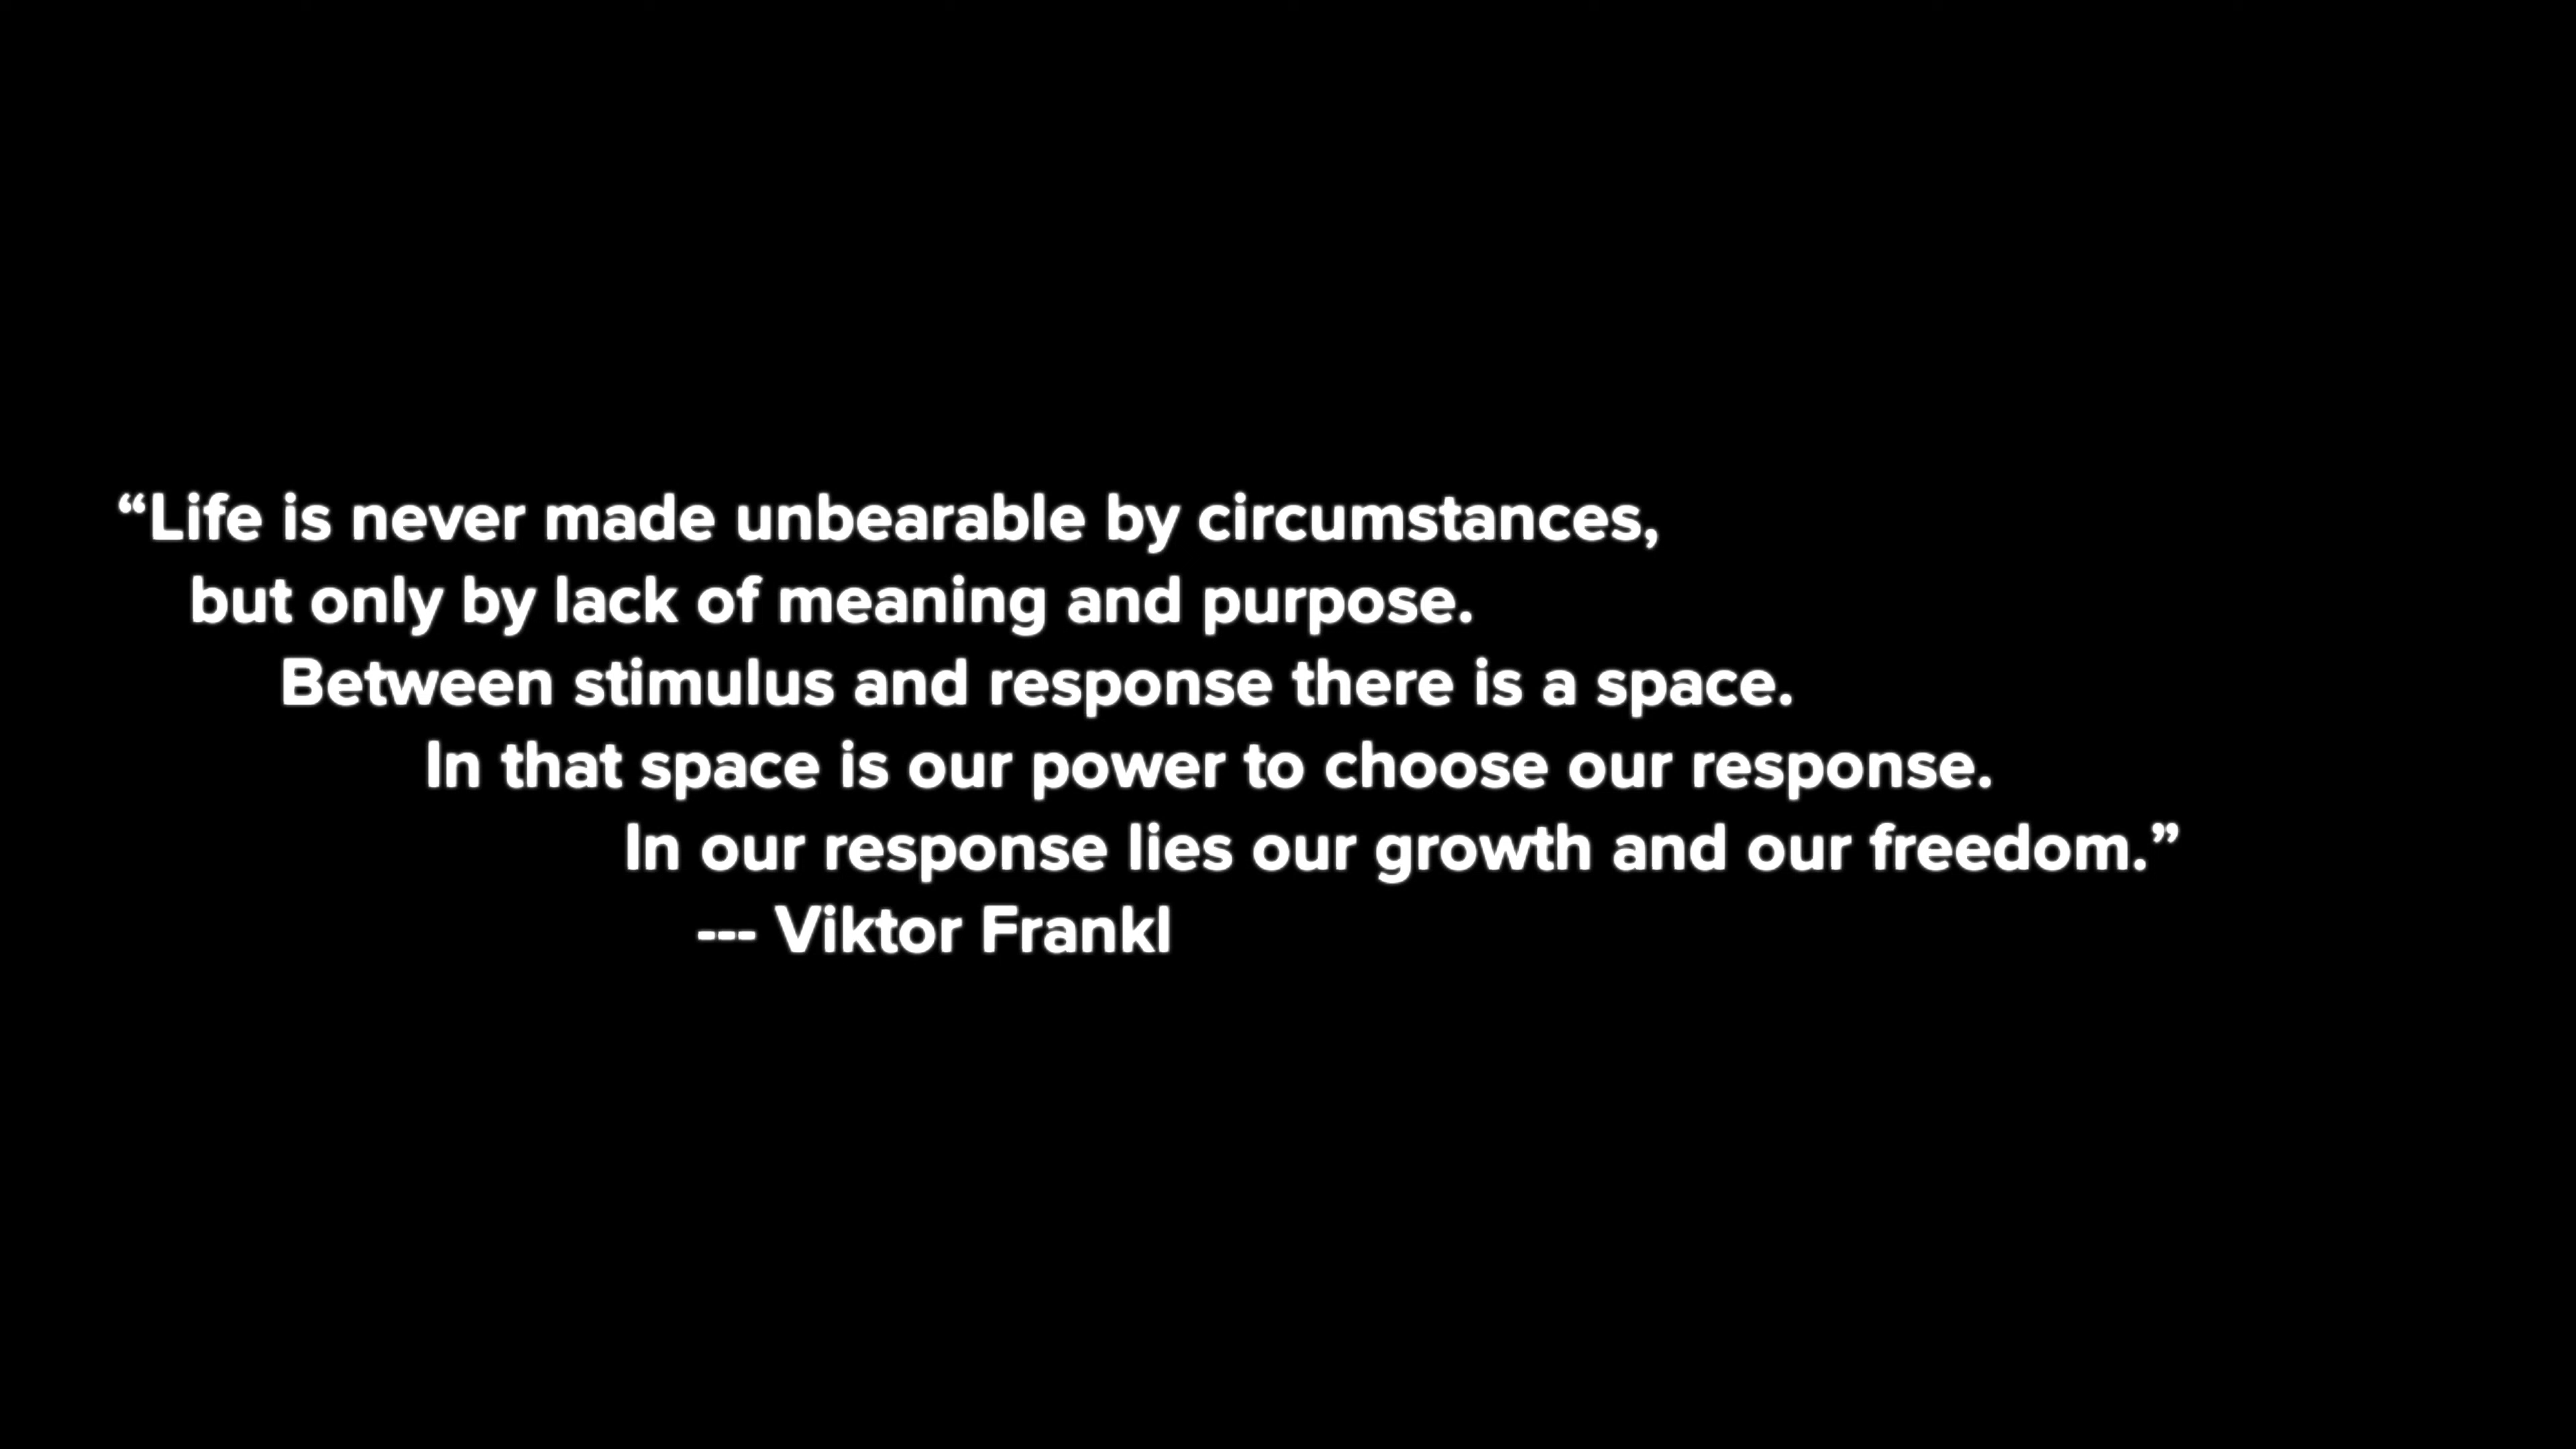 “Life is never made unbearable by circumstances,
but only by lack of meaning and purpose.
Between stimulus and response there is a space.
In that space is our power to choose our response.
In our response lies our growth and our freedom.”
--- Viktor Frankl